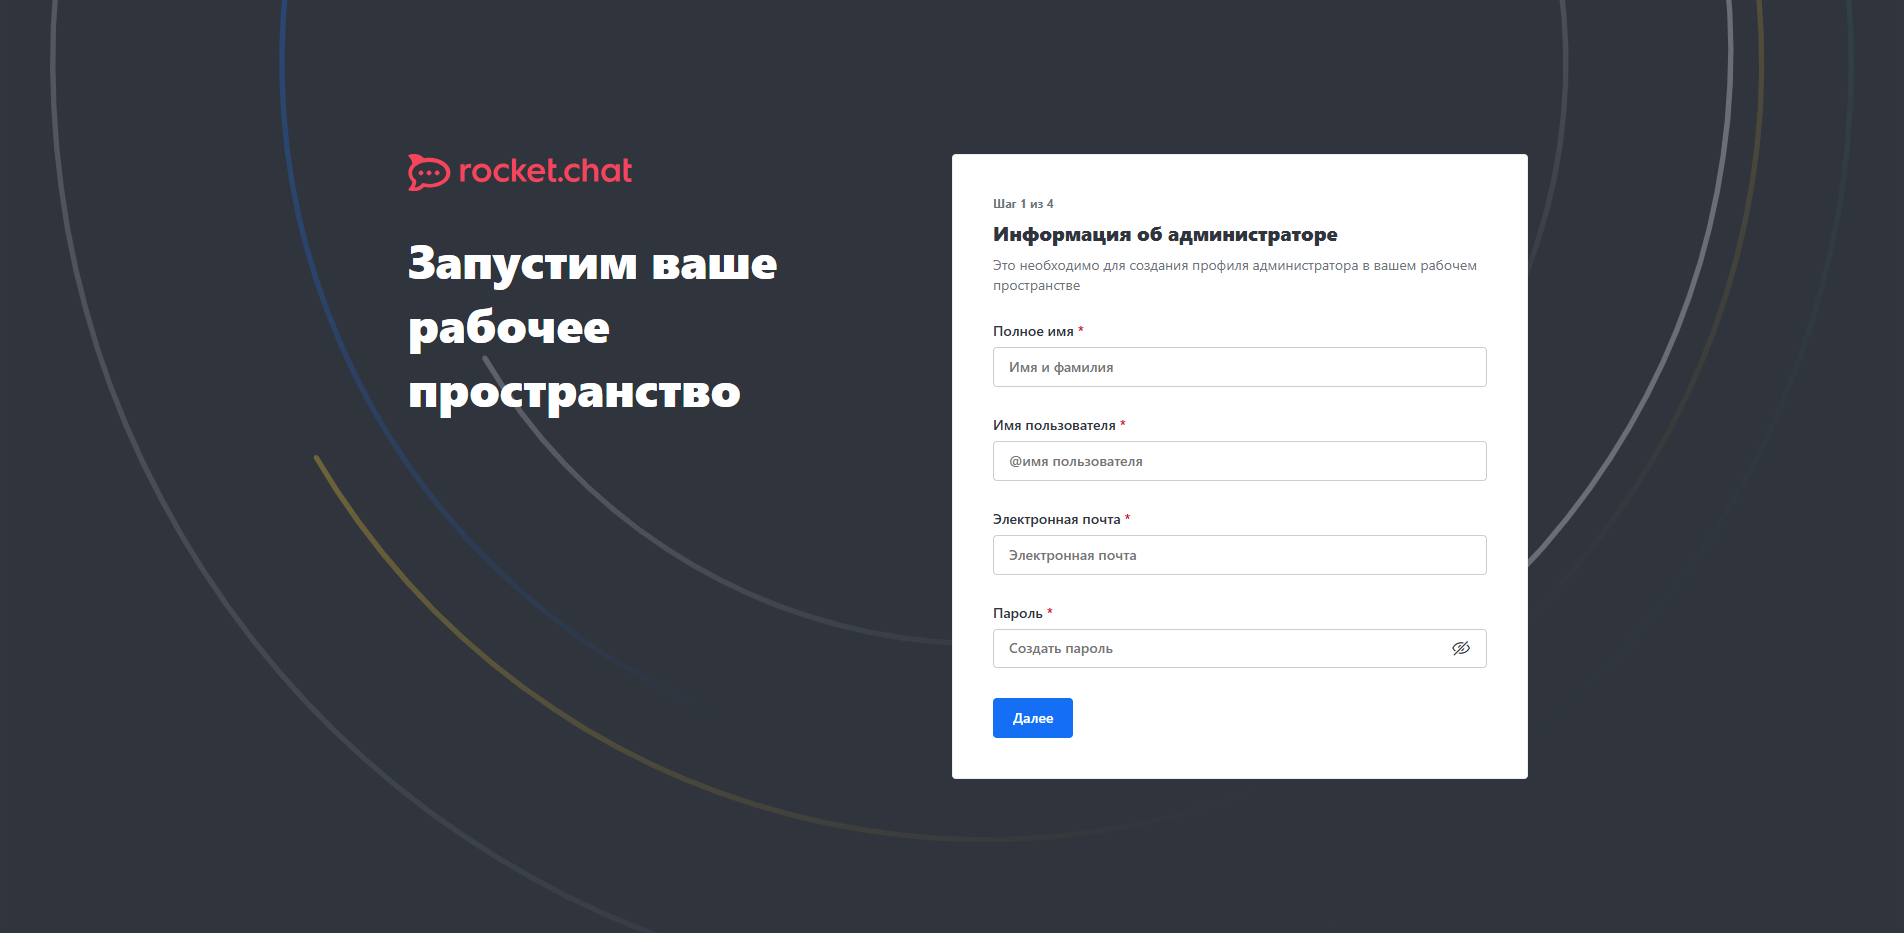 rocket.chat
Запустим ваше
рабочее
пространство
Шаг 1 из 4
Информация об администраторе
Это необходимо для создания профиля администратора в вашем рабочем
пространстве
Полное имя *
Имя и фамилия
Имя пользователя *
@имя пользователя
Электронная почта *
Электронная почта
Пароль *
Создать пароль
Далее